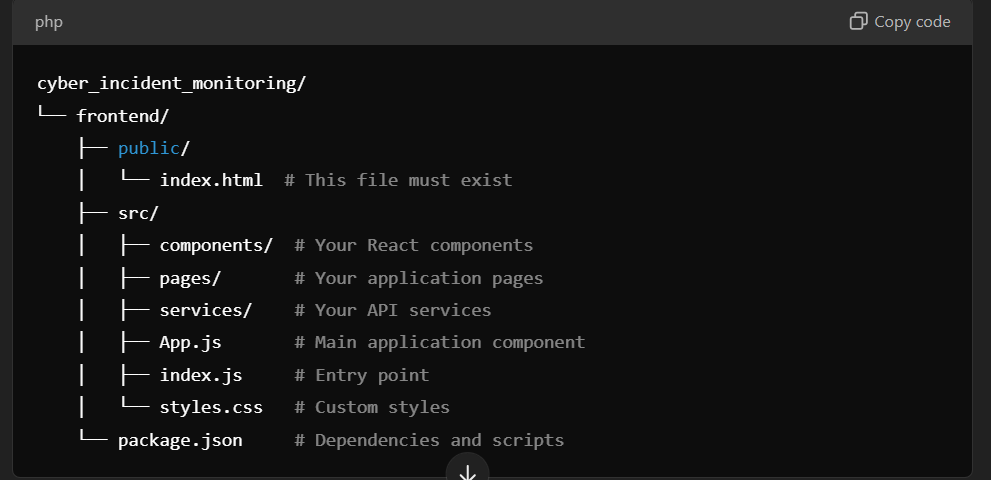 php
Copy code
cyber_incident_monitoring/
└── frontend/
    ├── public/
    │   └── index.html  # This file must exist
    ├── src/
    │   ├── components/  # Your React components
    │   ├── pages/       # Your application pages
    │   ├── services/    # Your API services
    │   ├── App.js       # Main application component
    │   ├── index.js     # Entry point
    │   └── styles.css   # Custom styles
    └── package.json     # Dependencies and scripts